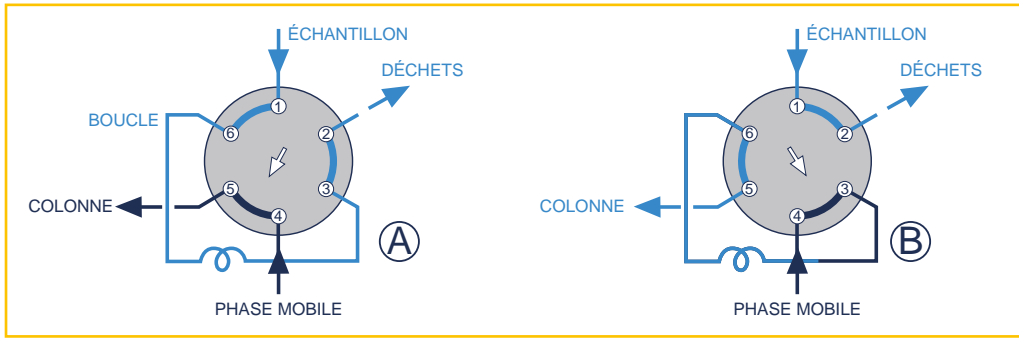 ÉCHANTILLON
DÉCHETS
BOUCLE
1
2
3
4
5
6
COLONNE
A
PHASE MOBILE
ÉCHANTILLON
DÉCHETS
1
2
3
4
5
6
COLONNE
B
PHASE MOBILE